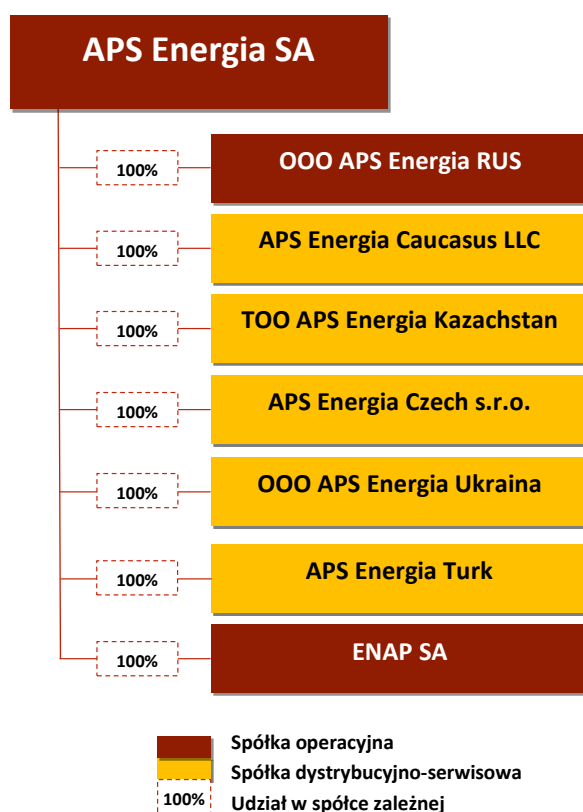 APS Energia SA
100% OOO APS Energia RUS
100% APS Energia Caucasus LLC
100% TOO APS Energia Kazachstan
100% APS Energia Czech s.r.o.
100% OOO APS Energia Ukraina
100% APS Energia Turk
100% ENAP SA
Spółka operacyjna
Spółka dystrybucyjno-serwisowa
100% Udział w spółce zależnej